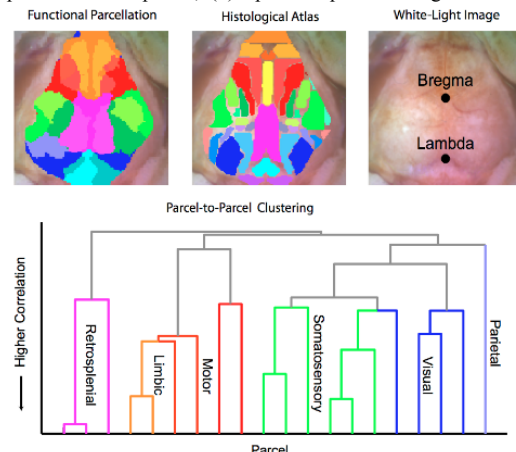 Functional Parcellation
Histological Atlas
White-Light Image
Bregma
Lambda
Parcel-to-Parcel Clustering
Higher Correlation
Retrosplenial
Limbic
Motor
Somatosensory
Visual
Parietal
Parcel